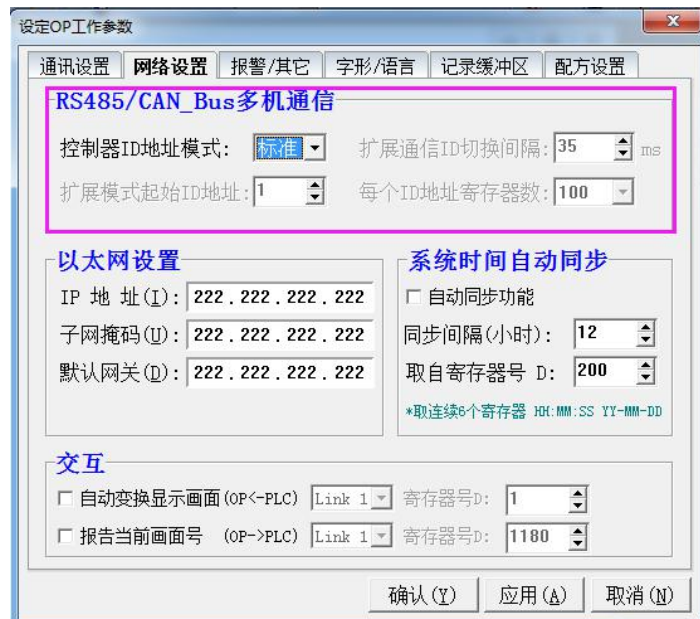 设定OP工作参数
通讯设置 网络设置 报警/其它 字形/语言 记录缓冲区 配方设置
RS485/CAN_Bus多机通信
控制器ID地址模式: 标准 扩展通信ID切换间隔: 35 ms
扩展模式起始ID地址: 1 每个ID地址寄存器数: 100
以太网设置
IP 地 址(I): 222 . 222 . 222 . 222
子网掩码(U): 222 . 222 . 222 . 222
默认网关(D): 222 . 222 . 222 . 222
系统时间自动同步
自动同步功能
同步间隔(小时): 12
取自寄存器号 D: 200
*取连续6个寄存器 HH:MM:SS YY-MM-DD
交互
自动变换显示画面(OP<-PLC) Link 1 寄存器号D: 1
报告当前画面号 (OP->PLC) Link 1 寄存器号D: 1180
确认(Y) 应用(A) 取消(N)